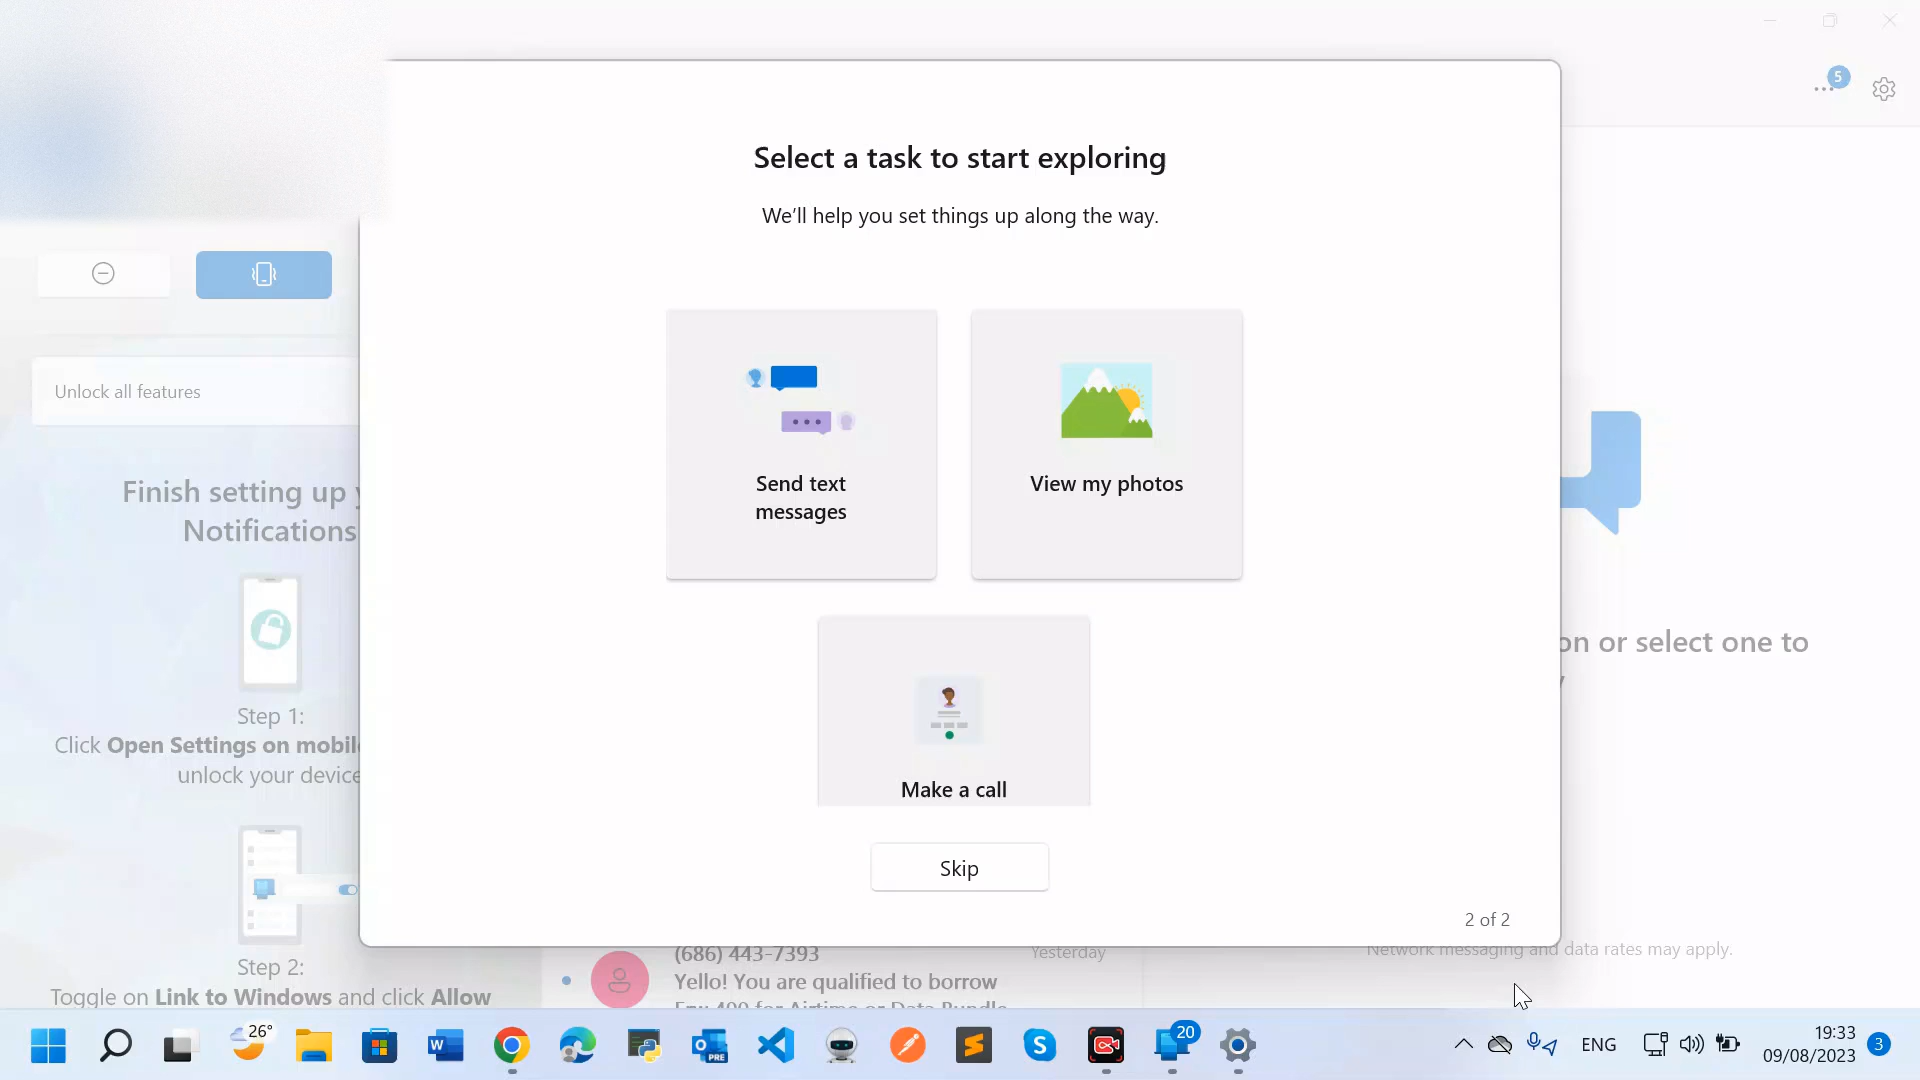 5
Select a task to start exploring
We'll help you set things up along the way.
Unlock all features
Finish setting up
Notifications
Step 1:
Click Open Settings on mobile
unlock your device
Step 2:
Toggle on Link to Windows and click Allow
Send text
messages
View my photos
Make a call
Skip
2 of 2
on or select one to
(686) 443-7393
Yesterday
Yello! You are qualified to borrow
Network messaging and data rates may apply.
26°
W
PRE
S
20
ENG
19:33
09/08/2023
3